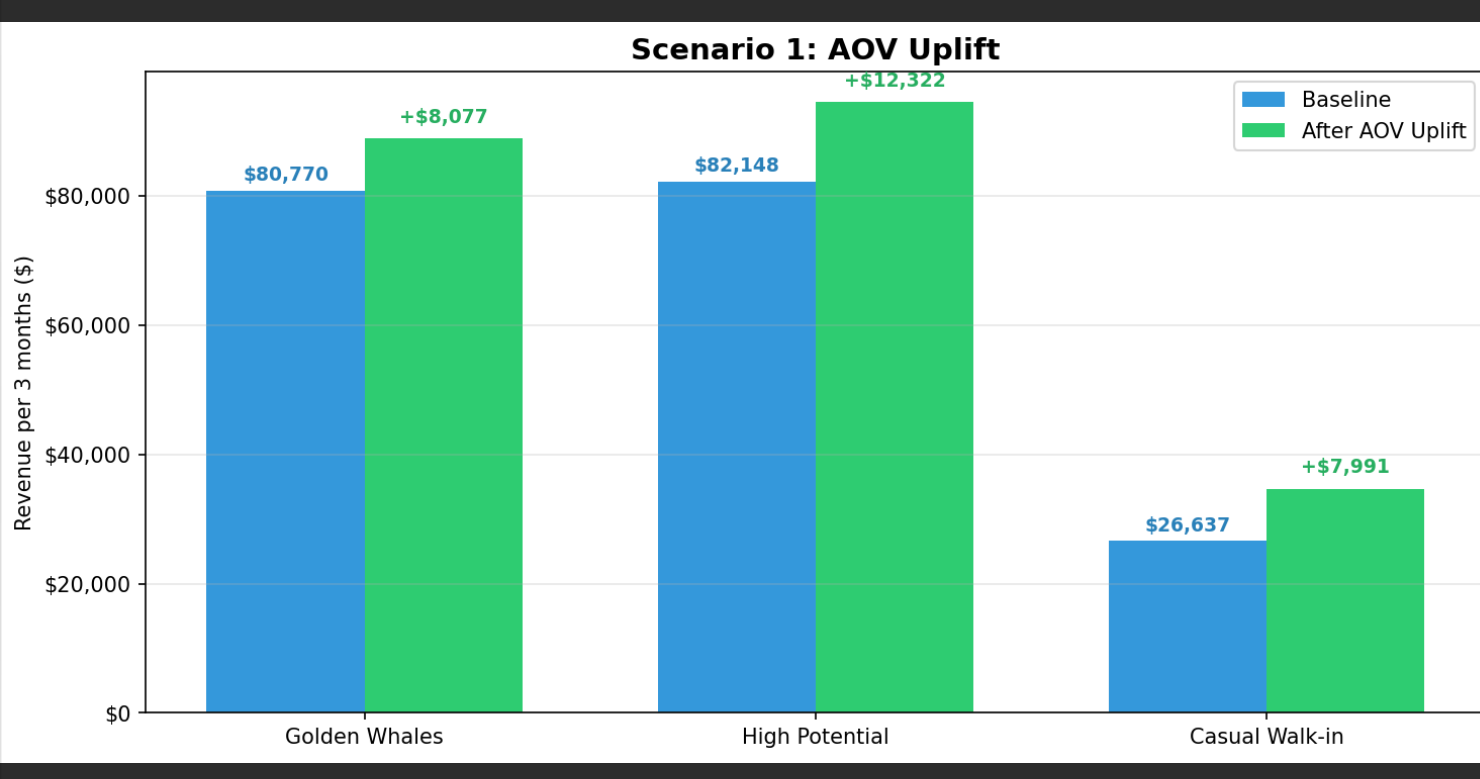 Scenario 1: AOV Uplift
+$12,322
Baseline
After AOV Uplift
+$8,077
$80,770
$82,148
$80,000
$60,000
$40,000
$20,000
$0
Revenue per 3 months ($)
+$7,991
$26,637
Golden Whales
High Potential
Casual Walk-in